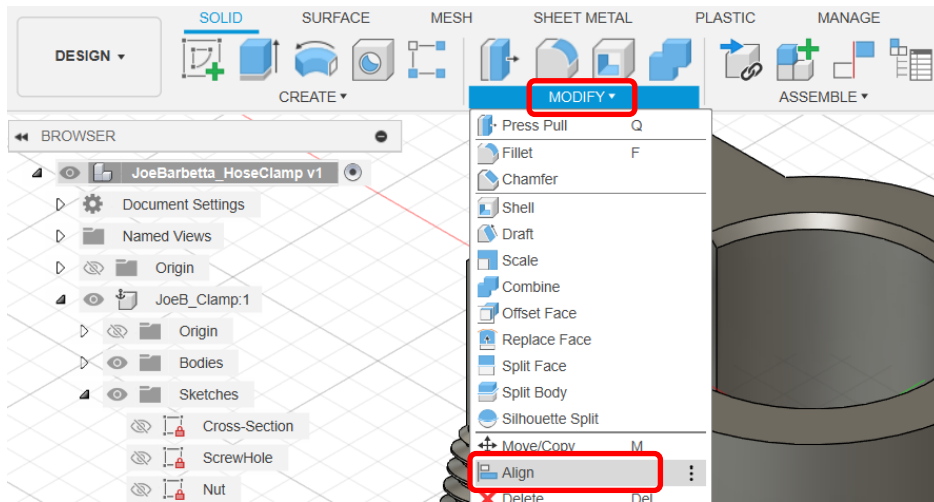 SOLID SURFACE MESH SHEET METAL PLASTIC MANAGE
DESIGN
CREATE MODIFY ASSEMBLE
BROWSER
JoeBarbetta_HoseClamp v1
Document Settings
Named Views
Origin
JoeB_Clamp:1
Origin
Bodies
Sketches
Cross-Section
ScrewHole
Nut
Press Pull Q
Fillet F
Chamfer
Shell
Draft
Scale
Combine
Offset Face
Replace Face
Split Face
Split Body
Silhouette Split
Move/Copy M
Align
Delete Del